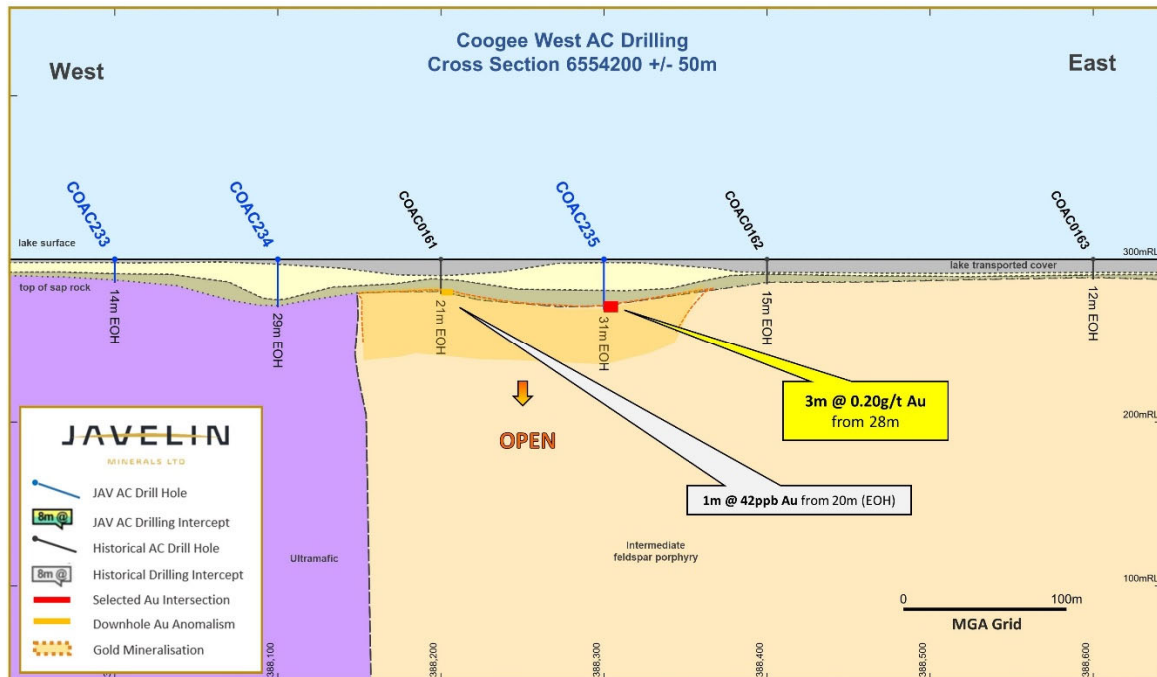 Coogee West AC Drilling
Cross Section 6554200 +/- 50m
West
East
COAC233
COAC234
COAC0161
COAC235
COAC0162
COAC0163
lake surface
300mRL
lake transported cover
top of sap rock
14m EOH
29m EOH
21m EOH
31m EOH
15m EOH
12m EOH
3m @ 0.20g/t Au
from 28m
200mRL
OPEN
1m @ 42ppb Au from 20m (EOH)
JAVELIN
MINERALS LTD
JAV AC Drill Hole
8m @
JAV AC Drilling Intercept
Historical AC Drill Hole
8m @
Historical Drilling Intercept
Selected Au Intersection
Downhole Au Anomalism
Gold Mineralisation
Ultramafic
Intermediate
feldspar porphyry
100mRL
0
100m
MGA Grid
388,100
388,200
388,300
388,400
388,500
388,600